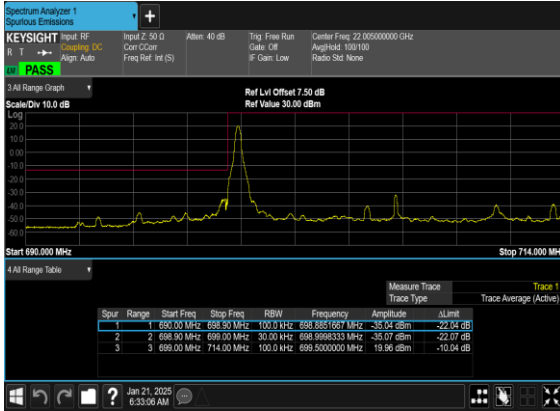 Spectrum Analyzer 1
Spurious Emissions
+
KEYSIGHT Input: RF Input Z: 50 Ω Atten: 40 dB Trig: Free Run Center Freq: 22.005000000 GHz
R T Coupling: DC Corr CCorr Gate: Off Avg|Hold: 100/100
Align: Auto Freq Ref: Int (S) IF Gain: Low Radio Std: None
PASS
3 All Range Graph
Ref Lvl Offset 7.50 dB
Scale/Div 10.0 dB Ref Value 30.00 dBm
Log
20.0
10.0
0.00
-10.0
-20.0
-30.0
-40.0
-50.0
-60.0
Start 690.000 MHz Stop 714.000 MH
4 All Range Table
Measure Trace Trace 1
Trace Type Trace Average (Active)
Spur Range Start Freq Stop Freq RBW Frequency Amplitude ΔLimit
1 1 690.00 MHz 698.90 MHz 100.0 kHz 698.8851667 MHz -35.04 dBm -22.04 dB
2 2 698.90 MHz 699.00 MHz 30.00 kHz 698.9998333 MHz -35.07 dBm -22.07 dB
3 3 699.00 MHz 714.00 MHz 100.0 kHz 699.5000000 MHz 19.96 dBm -10.04 dB
?
Jan 21, 2025
6:33:06 AM